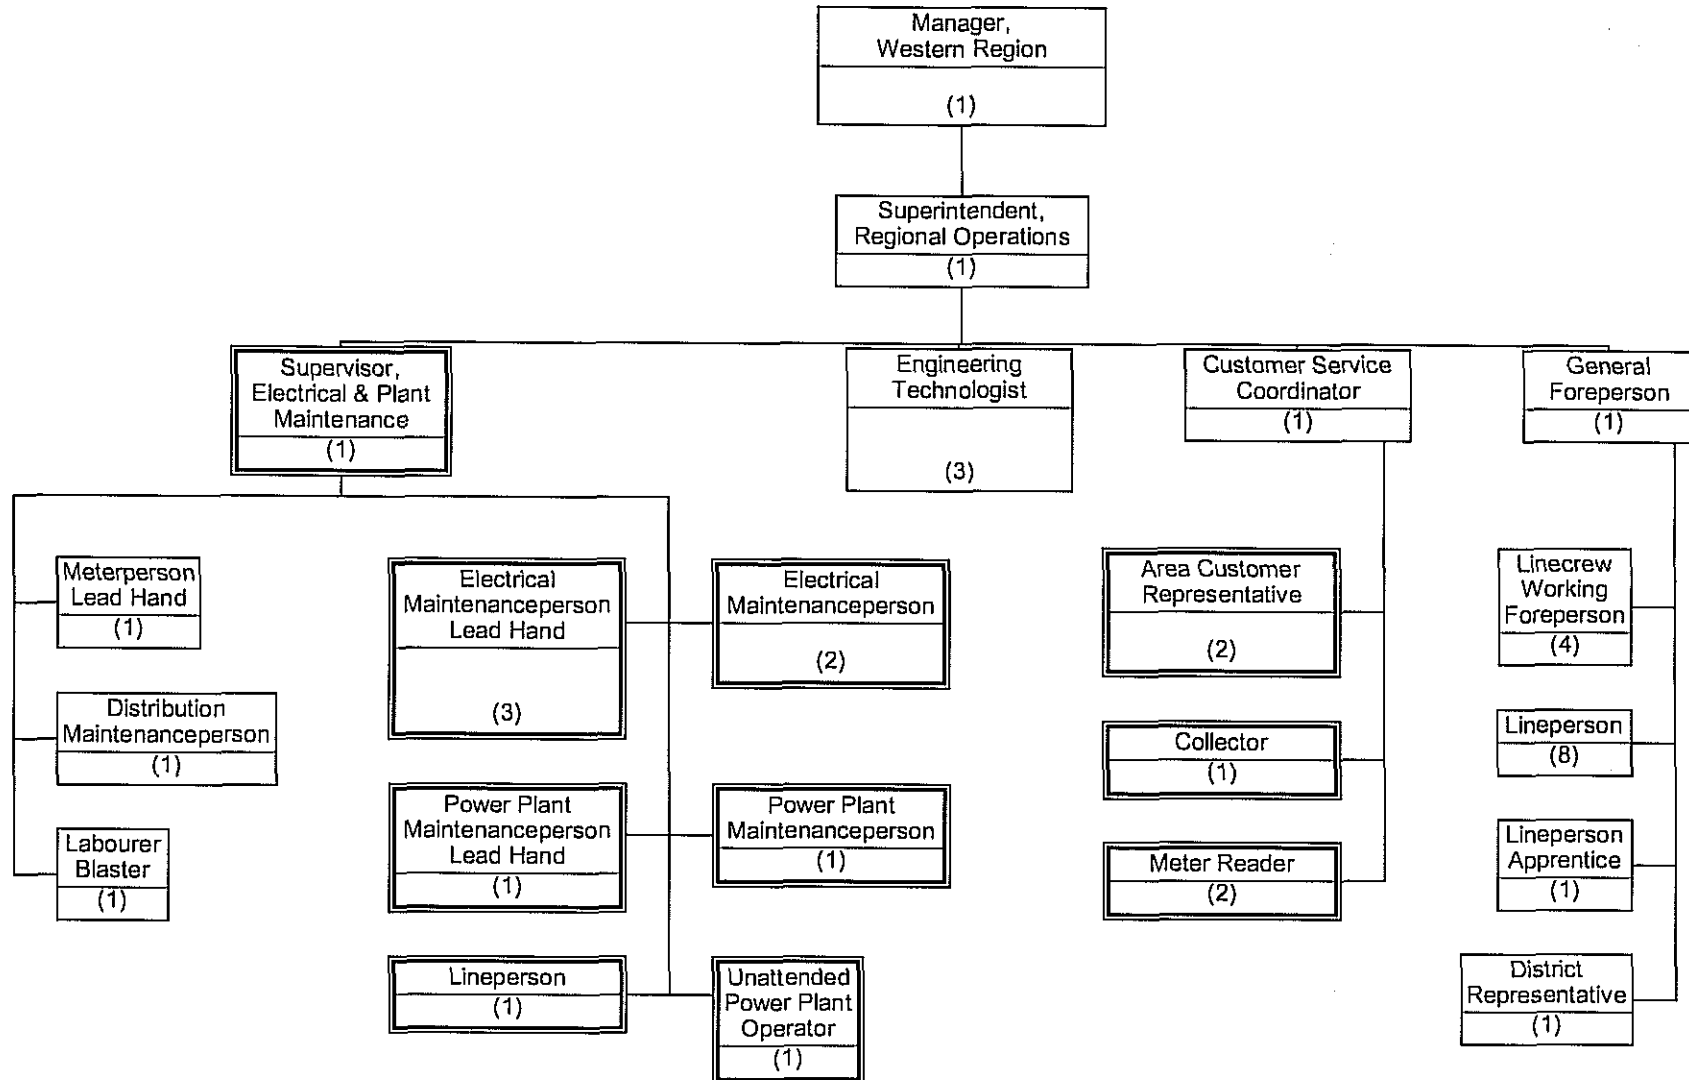 Manager,
Western Region
(1)
Superintendent,
Regional Operations
(1)
Supervisor,
Electrical & Plant
Maintenance
(1)
Engineering
Technologist
(3)
Customer Service
Coordinator
(1)
General
Foreperson
(1)
Meterperson
Lead Hand
(1)
Distribution
Maintenanceperson
(1)
Labourer
Blaster
(1)
Electrical
Maintenanceperson
Lead Hand
(3)
Electrical
Maintenanceperson
(2)
Power Plant
Maintenanceperson
Lead Hand
(1)
Power Plant
Maintenanceperson
(1)
Lineperson
(1)
Unattended
Power Plant
Operator
(1)
Area Customer
Representative
(2)
Collector
(1)
Meter Reader
(2)
Linecrew
Working
Foreperson
(4)
Lineperson
(8)
Lineperson
Apprentice
(1)
District
Representative
(1)